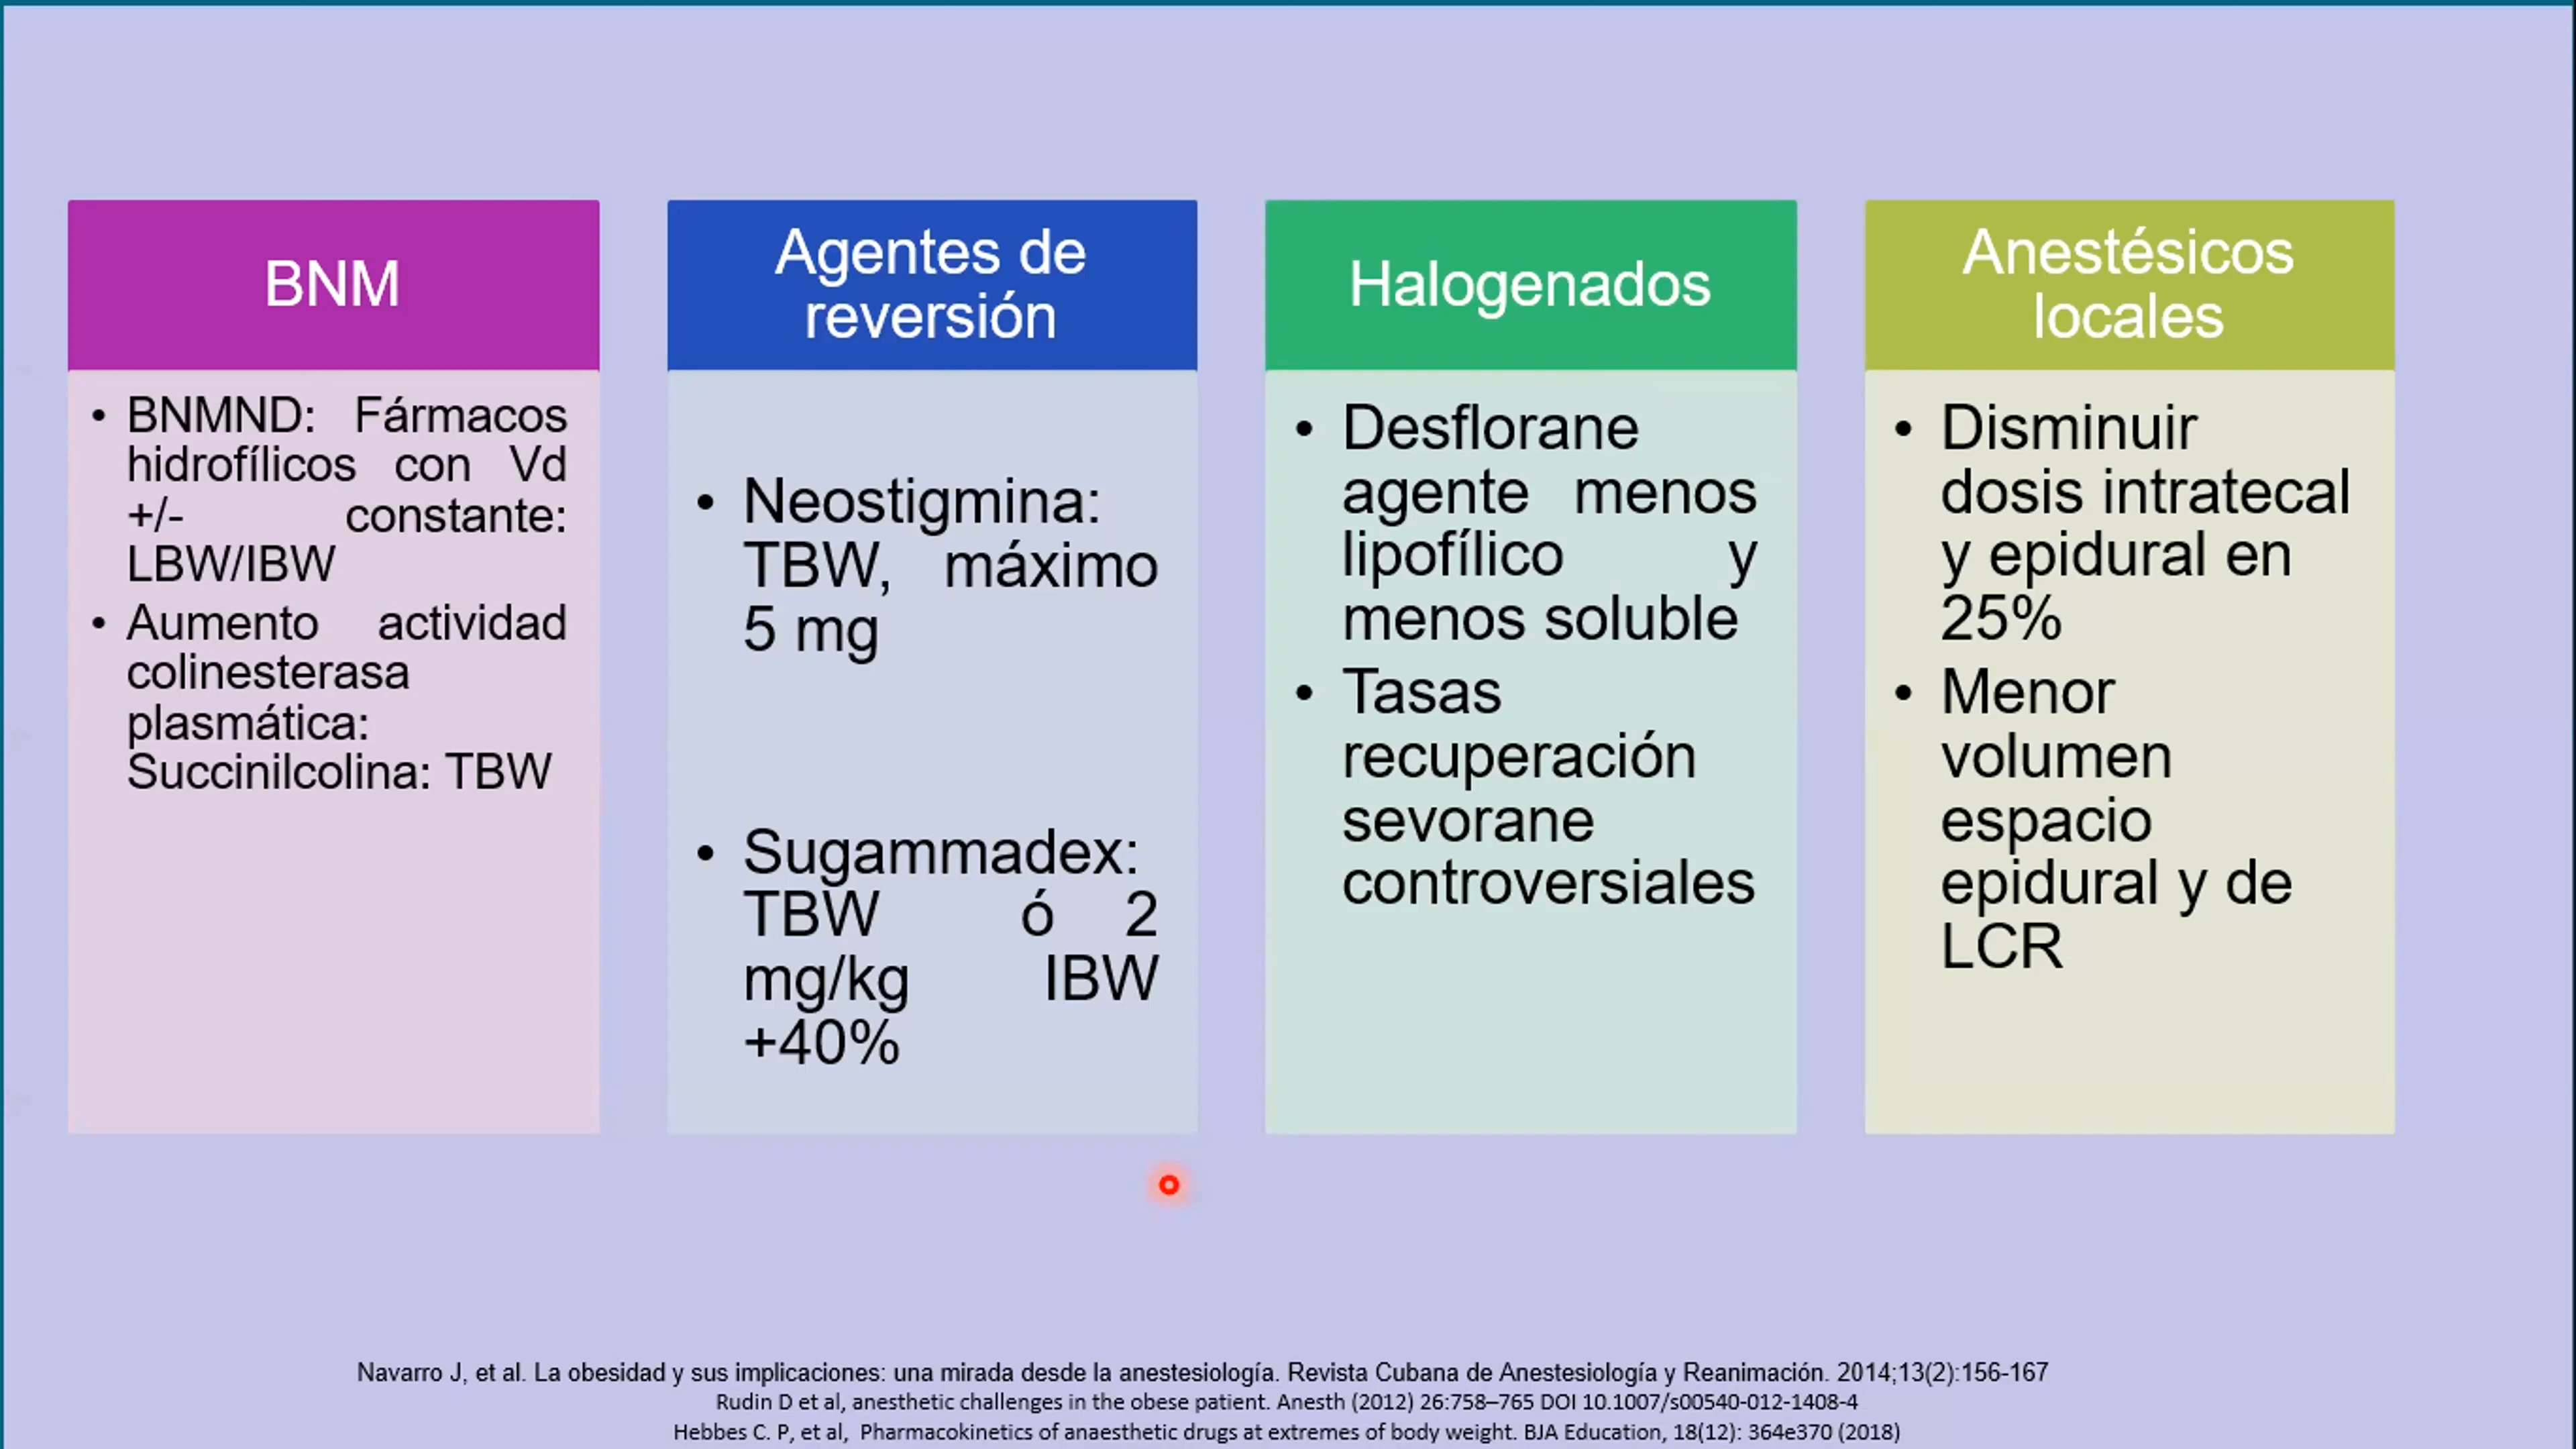 BNM
• BNMND: Fármacos
hidrofílicos con Vd
+/- constante:
LBW/IBW
• Aumento actividad
colinesterasa
plasmática:
Succinilcolina: TBW
Agentes de
reversión
• Neostigmina:
TBW, máximo
5 mg
• Sugammadex:
TBW ó 2
mg/kg IBW
+40%
Halogenados
• Desflorane
agente menos
lipofílico y
menos soluble
• Tasas
recuperación
sevorane
controversiales
Anestésicos
locales
• Disminuir
dosis intratecal
y epidural en
25%
• Menor
volumen
espacio
epidural y de
LCR
Navarro J, et al. La obesidad y sus implicaciones: una mirada desde la anestesiología. Revista Cubana de Anestesiología y Reanimación. 2014;13(2):156-167
Rudin D et al, anesthetic challenges in the obese patient. Anesth (2012) 26:758–765 DOI 10.1007/s00540-012-1408-4
Hebbes C. P, et al, Pharmacokinetics of anaesthetic drugs at extremes of body weight. BJA Education, 18(12): 364e370 (2018)